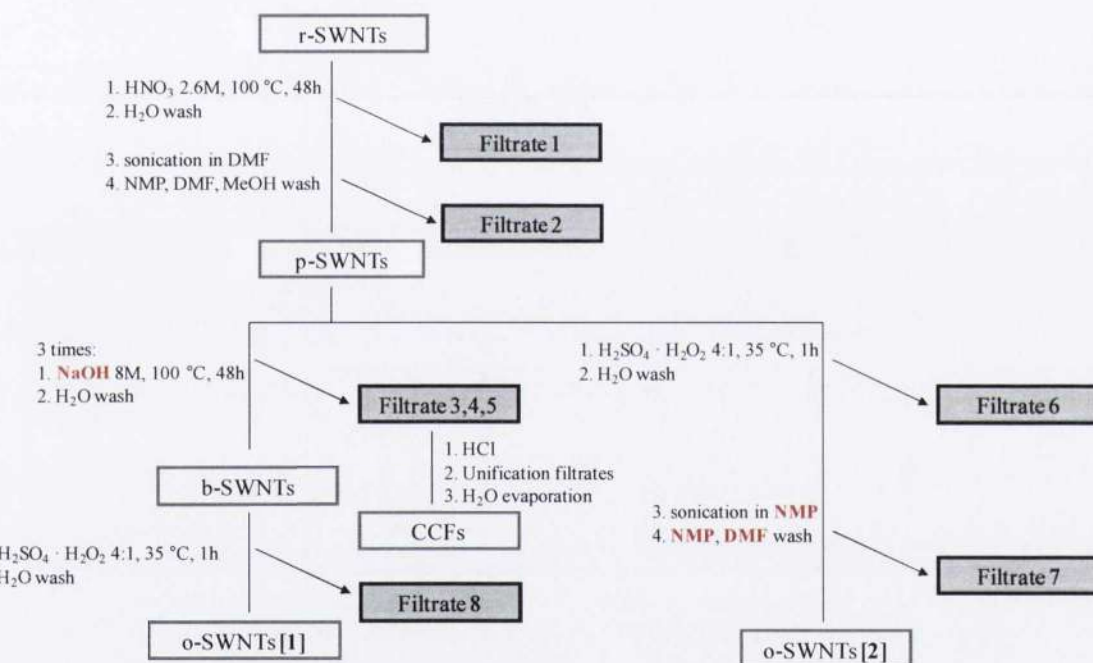 r-SWNTs
1. HNO₃ 2.6M, 100 °C, 48h
2. H₂O wash
Filtrate 1
3. sonication in DMF
4. NMP, DMF, MeOH wash
Filtrate 2
p-SWNTs
3 times:
1. NaOH 8M, 100 °C, 48h
2. H₂O wash
Filtrate 3,4,5
1. HCl
2. Unification filtrates
3. H₂O evaporation
CCFs
b-SWNTs
H₂SO₄ · H₂O₂ 4:1, 35 °C, 1h
H₂O wash
Filtrate 8
o-SWNTs [1]
1. H₂SO₄ · H₂O₂ 4:1, 35 °C, 1h
2. H₂O wash
Filtrate 6
3. sonication in NMP
4. NMP, DMF wash
Filtrate 7
o-SWNTs [2]